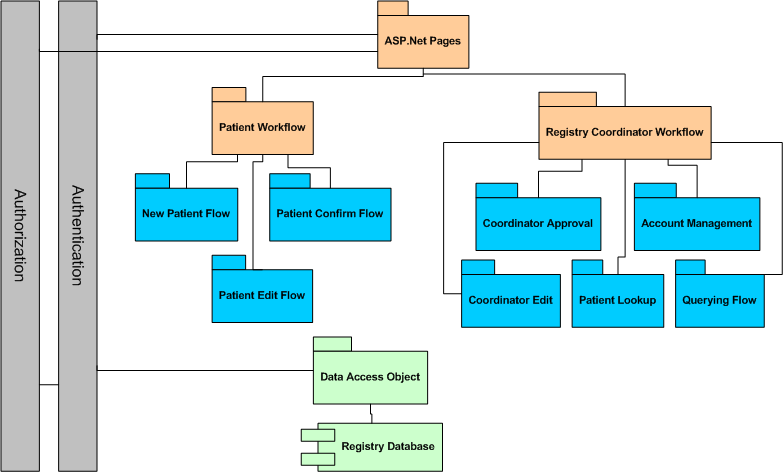 ASP.Net Pages
Patient Workflow
Registry Coordinator Workflow
New Patient Flow
Patient Confirm Flow
Coordinator Approval
Account Management
Patient Edit Flow
Coordinator Edit
Patient Lookup
Querying Flow
Authorization
Authentication
Data Access Object
Registry Database